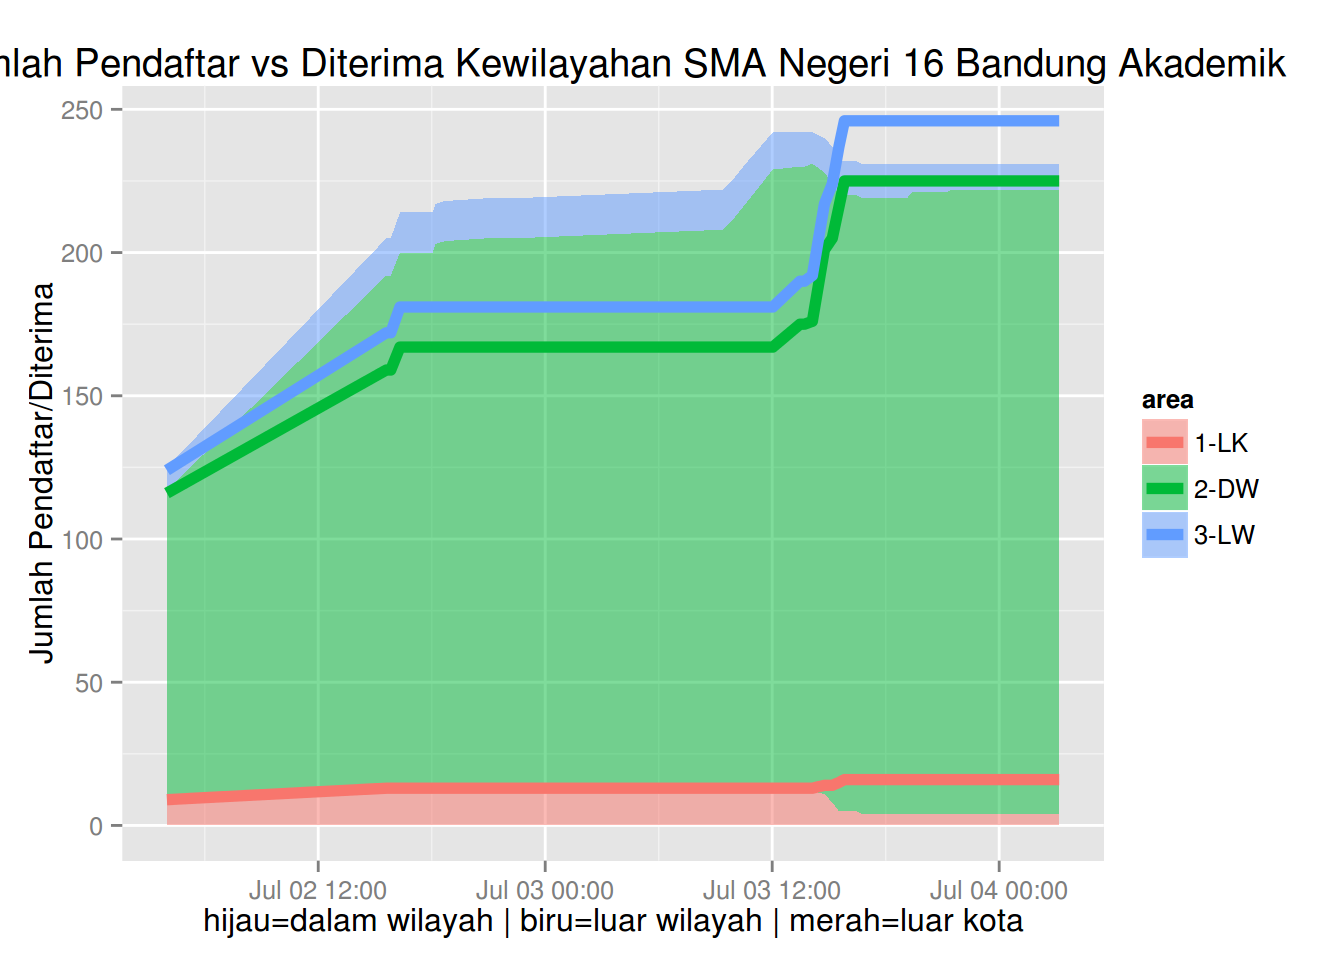 mlah Pendaftar vs Diterima Kewilayahan SMA Negeri 16 Bandung Akademik
250
200
150
100
50
0
Jumlah Pendaftar/Diterima
Jul 02 12:00
Jul 03 00:00
Jul 03 12:00
Jul 04 00:00
hijau=dalam wilayah | biru=luar wilayah | merah=luar kota
area
1-LK
2-DW
3-LW